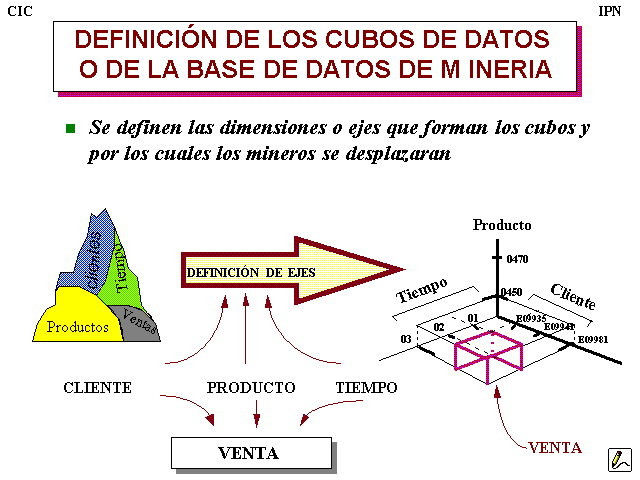 CIC
IPN
DEFINICIÓN DE LOS CUBOS DE DATOS
O DE LA BASE DE DATOS DE M INERIA
Se definen las dimensiones o ejes que forman los cubos y
por los cuales los mineros se desplazaran
Clientes
Tiempo
Productos
Ventas
DEFINICIÓN DE EJES
Producto
0470
0450
Tiempo
Cliente
01
02
03
E09935
E09941
E09981
CLIENTE
PRODUCTO
TIEMPO
VENTA
VENTA